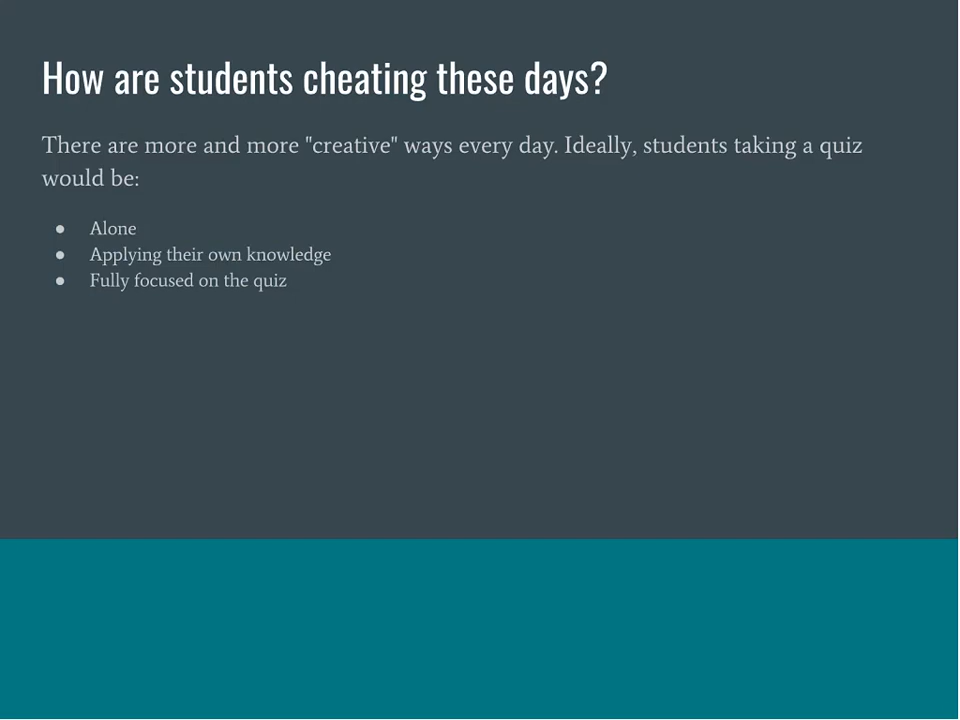 How are students cheating these days?
There are more and more "creative" ways every day. Ideally, students taking a quiz
would be:
● Alone
● Applying their own knowledge
● Fully focused on the quiz